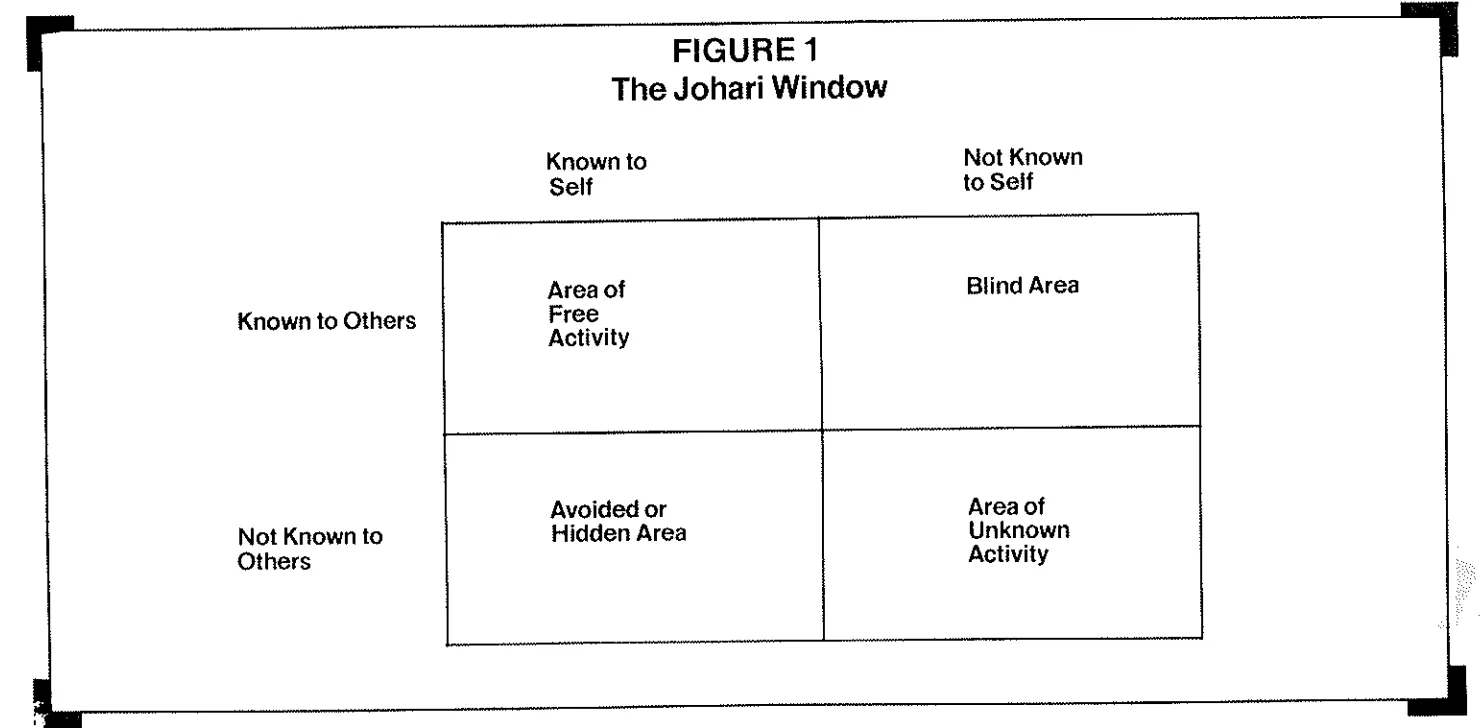 FIGURE 1
The Johari Window
Known to
Self
Not Known
to Self
Known to Others
Area of
Free
Activity
Blind Area
Not Known to
Others
Avoided or
Hidden Area
Area of
Unknown
Activity